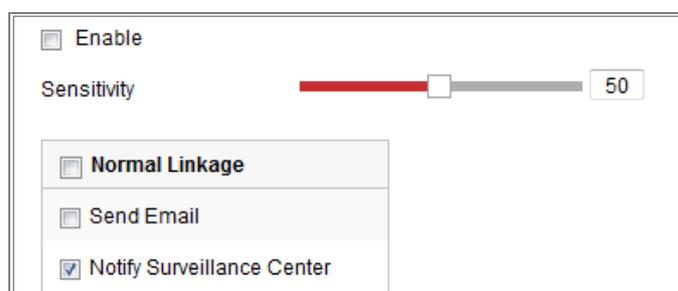 Enable
Sensitivity 50
Normal Linkage
Send Email
Notify Surveillance Center